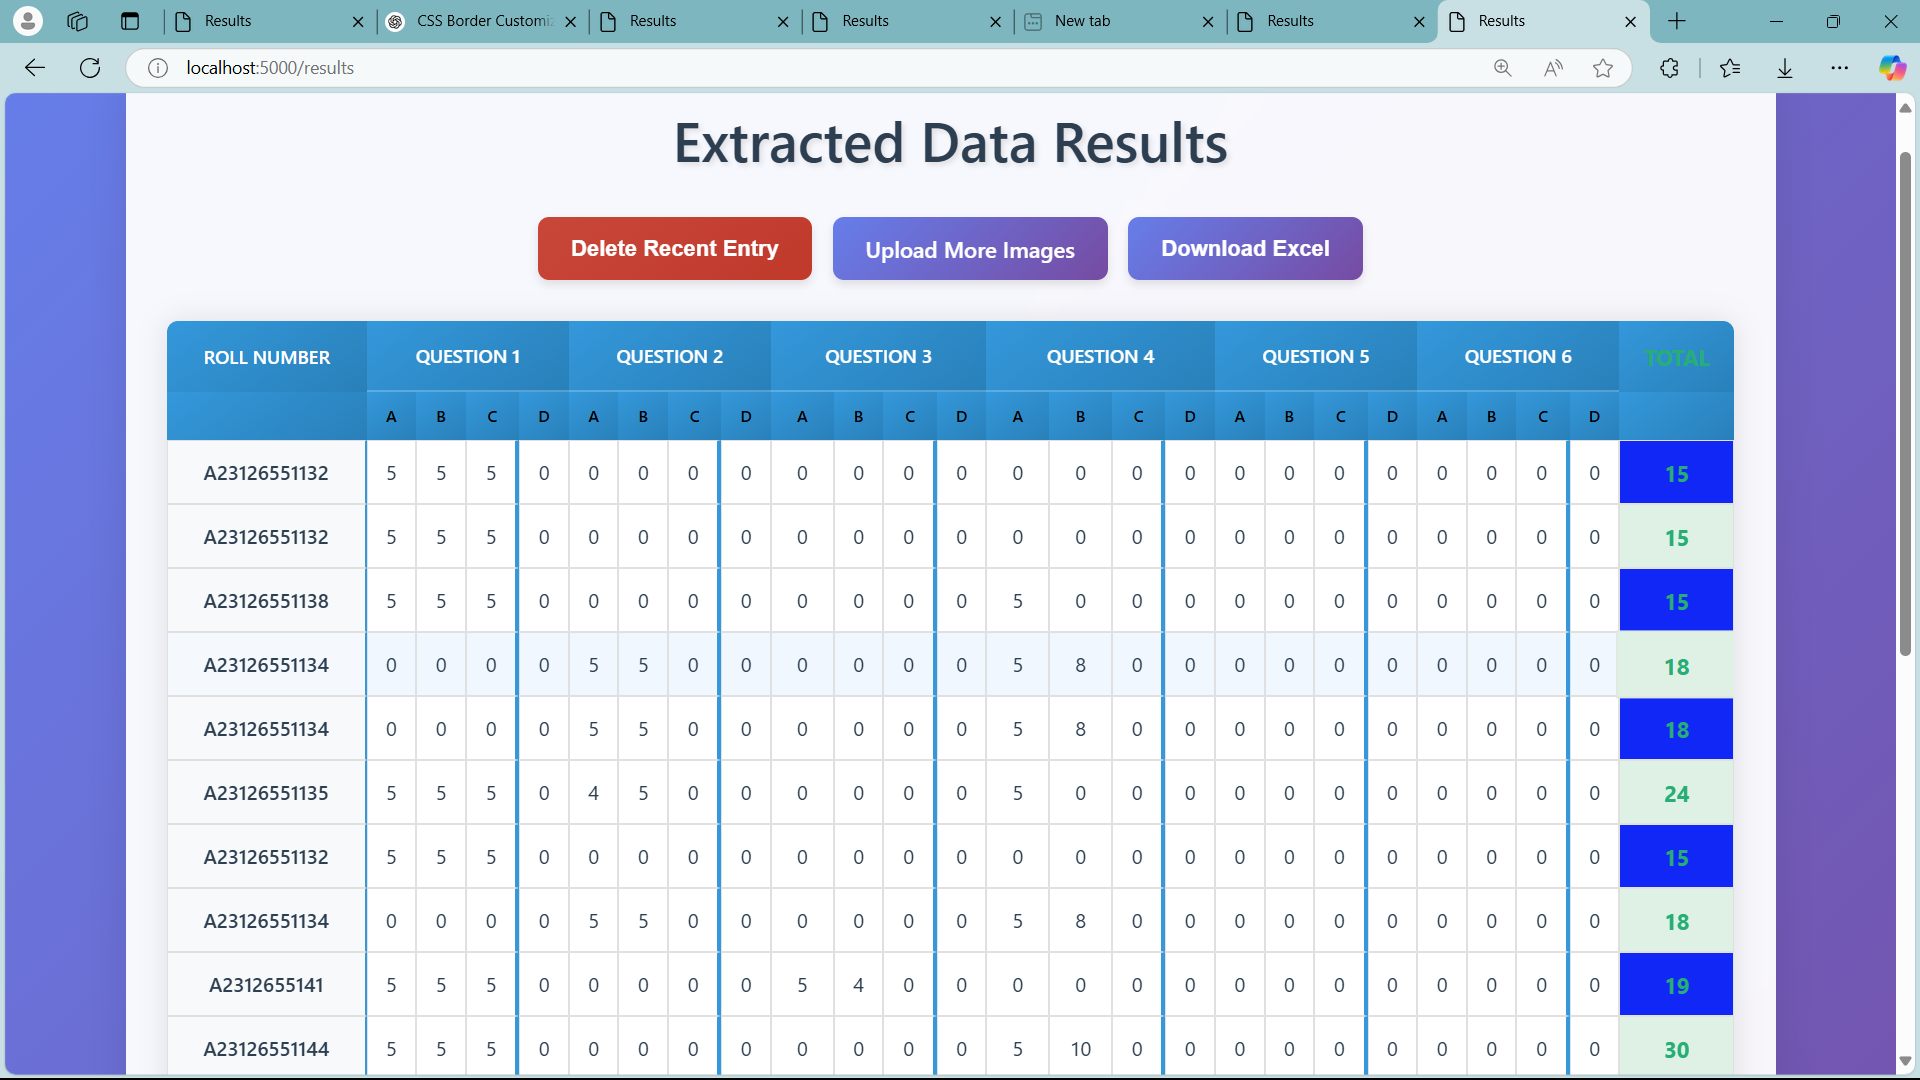 Results CSS Border Customiz Results Results New tab Results Results
localhost:5000/results
Extracted Data Results
Delete Recent Entry Upload More Images Download Excel
ROLL NUMBER QUESTION 1 QUESTION 2 QUESTION 3 QUESTION 4 QUESTION 5 QUESTION 6 TOTAL
A B C D A B C D A B C D A B C D A B C D A B C D
A23126551132 5 5 5 0 0 0 0 0 0 0 0 0 0 0 0 0 0 0 0 0 0 0 0 0 15
A23126551132 5 5 5 0 0 0 0 0 0 0 0 0 0 0 0 0 0 0 0 0 0 0 0 0 15
A23126551138 5 5 5 0 0 0 0 0 0 0 0 0 5 0 0 0 0 0 0 0 0 0 0 0 15
A23126551134 0 0 0 0 5 5 0 0 0 0 0 0 5 8 0 0 0 0 0 0 0 0 0 0 18
A23126551134 0 0 0 0 5 5 0 0 0 0 0 0 5 8 0 0 0 0 0 0 0 0 0 0 18
A23126551135 5 5 5 0 4 5 0 0 0 0 0 0 5 0 0 0 0 0 0 0 0 0 0 0 24
A23126551132 5 5 5 0 0 0 0 0 0 0 0 0 0 0 0 0 0 0 0 0 0 0 0 0 15
A23126551134 0 0 0 0 5 5 0 0 0 0 0 0 5 8 0 0 0 0 0 0 0 0 0 0 18
A2312655141 5 5 5 0 0 0 0 0 5 4 0 0 0 0 0 0 0 0 0 0 0 0 0 0 19
A23126551144 5 5 5 0 0 0 0 0 0 0 0 0 5 10 0 0 0 0 0 0 0 0 0 0 30